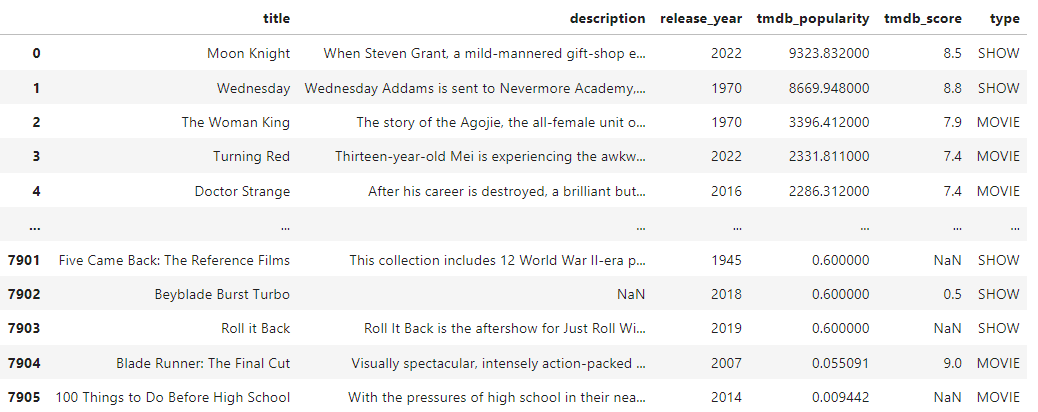 title description release_year tmdb_popularity tmdb_score type
0 Moon Knight When Steven Grant, a mild-mannered gift-shop e... 2022 9323.832000 8.5 SHOW
1 Wednesday Wednesday Addams is sent to Nevermore Academy,... 1970 8669.948000 8.8 SHOW
2 The Woman King The story of the Agojie, the all-female unit o... 1970 3396.412000 7.9 MOVIE
3 Turning Red Thirteen-year-old Mei is experiencing the awkw... 2022 2331.811000 7.4 MOVIE
4 Doctor Strange After his career is destroyed, a brilliant but... 2016 2286.312000 7.4 MOVIE
... ... ... ... ... ... ...
7901 Five Came Back: The Reference Films This collection includes 12 World War II-era p... 1945 0.600000 NaN SHOW
7902 Beyblade Burst Turbo NaN 2018 0.600000 0.5 SHOW
7903 Roll it Back Roll It Back is the aftershow for Just Roll Wi... 2019 0.600000 NaN SHOW
7904 Blade Runner: The Final Cut Visually spectacular, intensely action-packed ... 2007 0.055091 9.0 MOVIE
7905 100 Things to Do Before High School With the pressures of high school in their nea... 2014 0.009442 NaN MOVIE